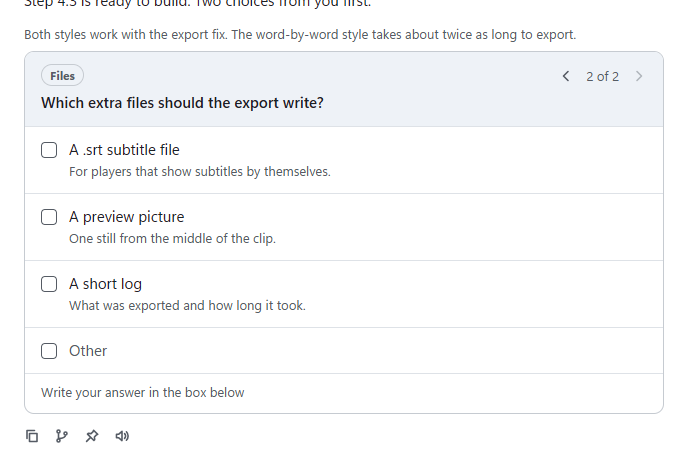 Step 4.3 is ready to build. Two choices from you first.
Both styles work with the export fix. The word-by-word style takes about twice as long to export.
Files
2 of 2
Which extra files should the export write?
A .srt subtitle file
For players that show subtitles by themselves.
A preview picture
One still from the middle of the clip.
A short log
What was exported and how long it took.
Other
Write your answer in the box below